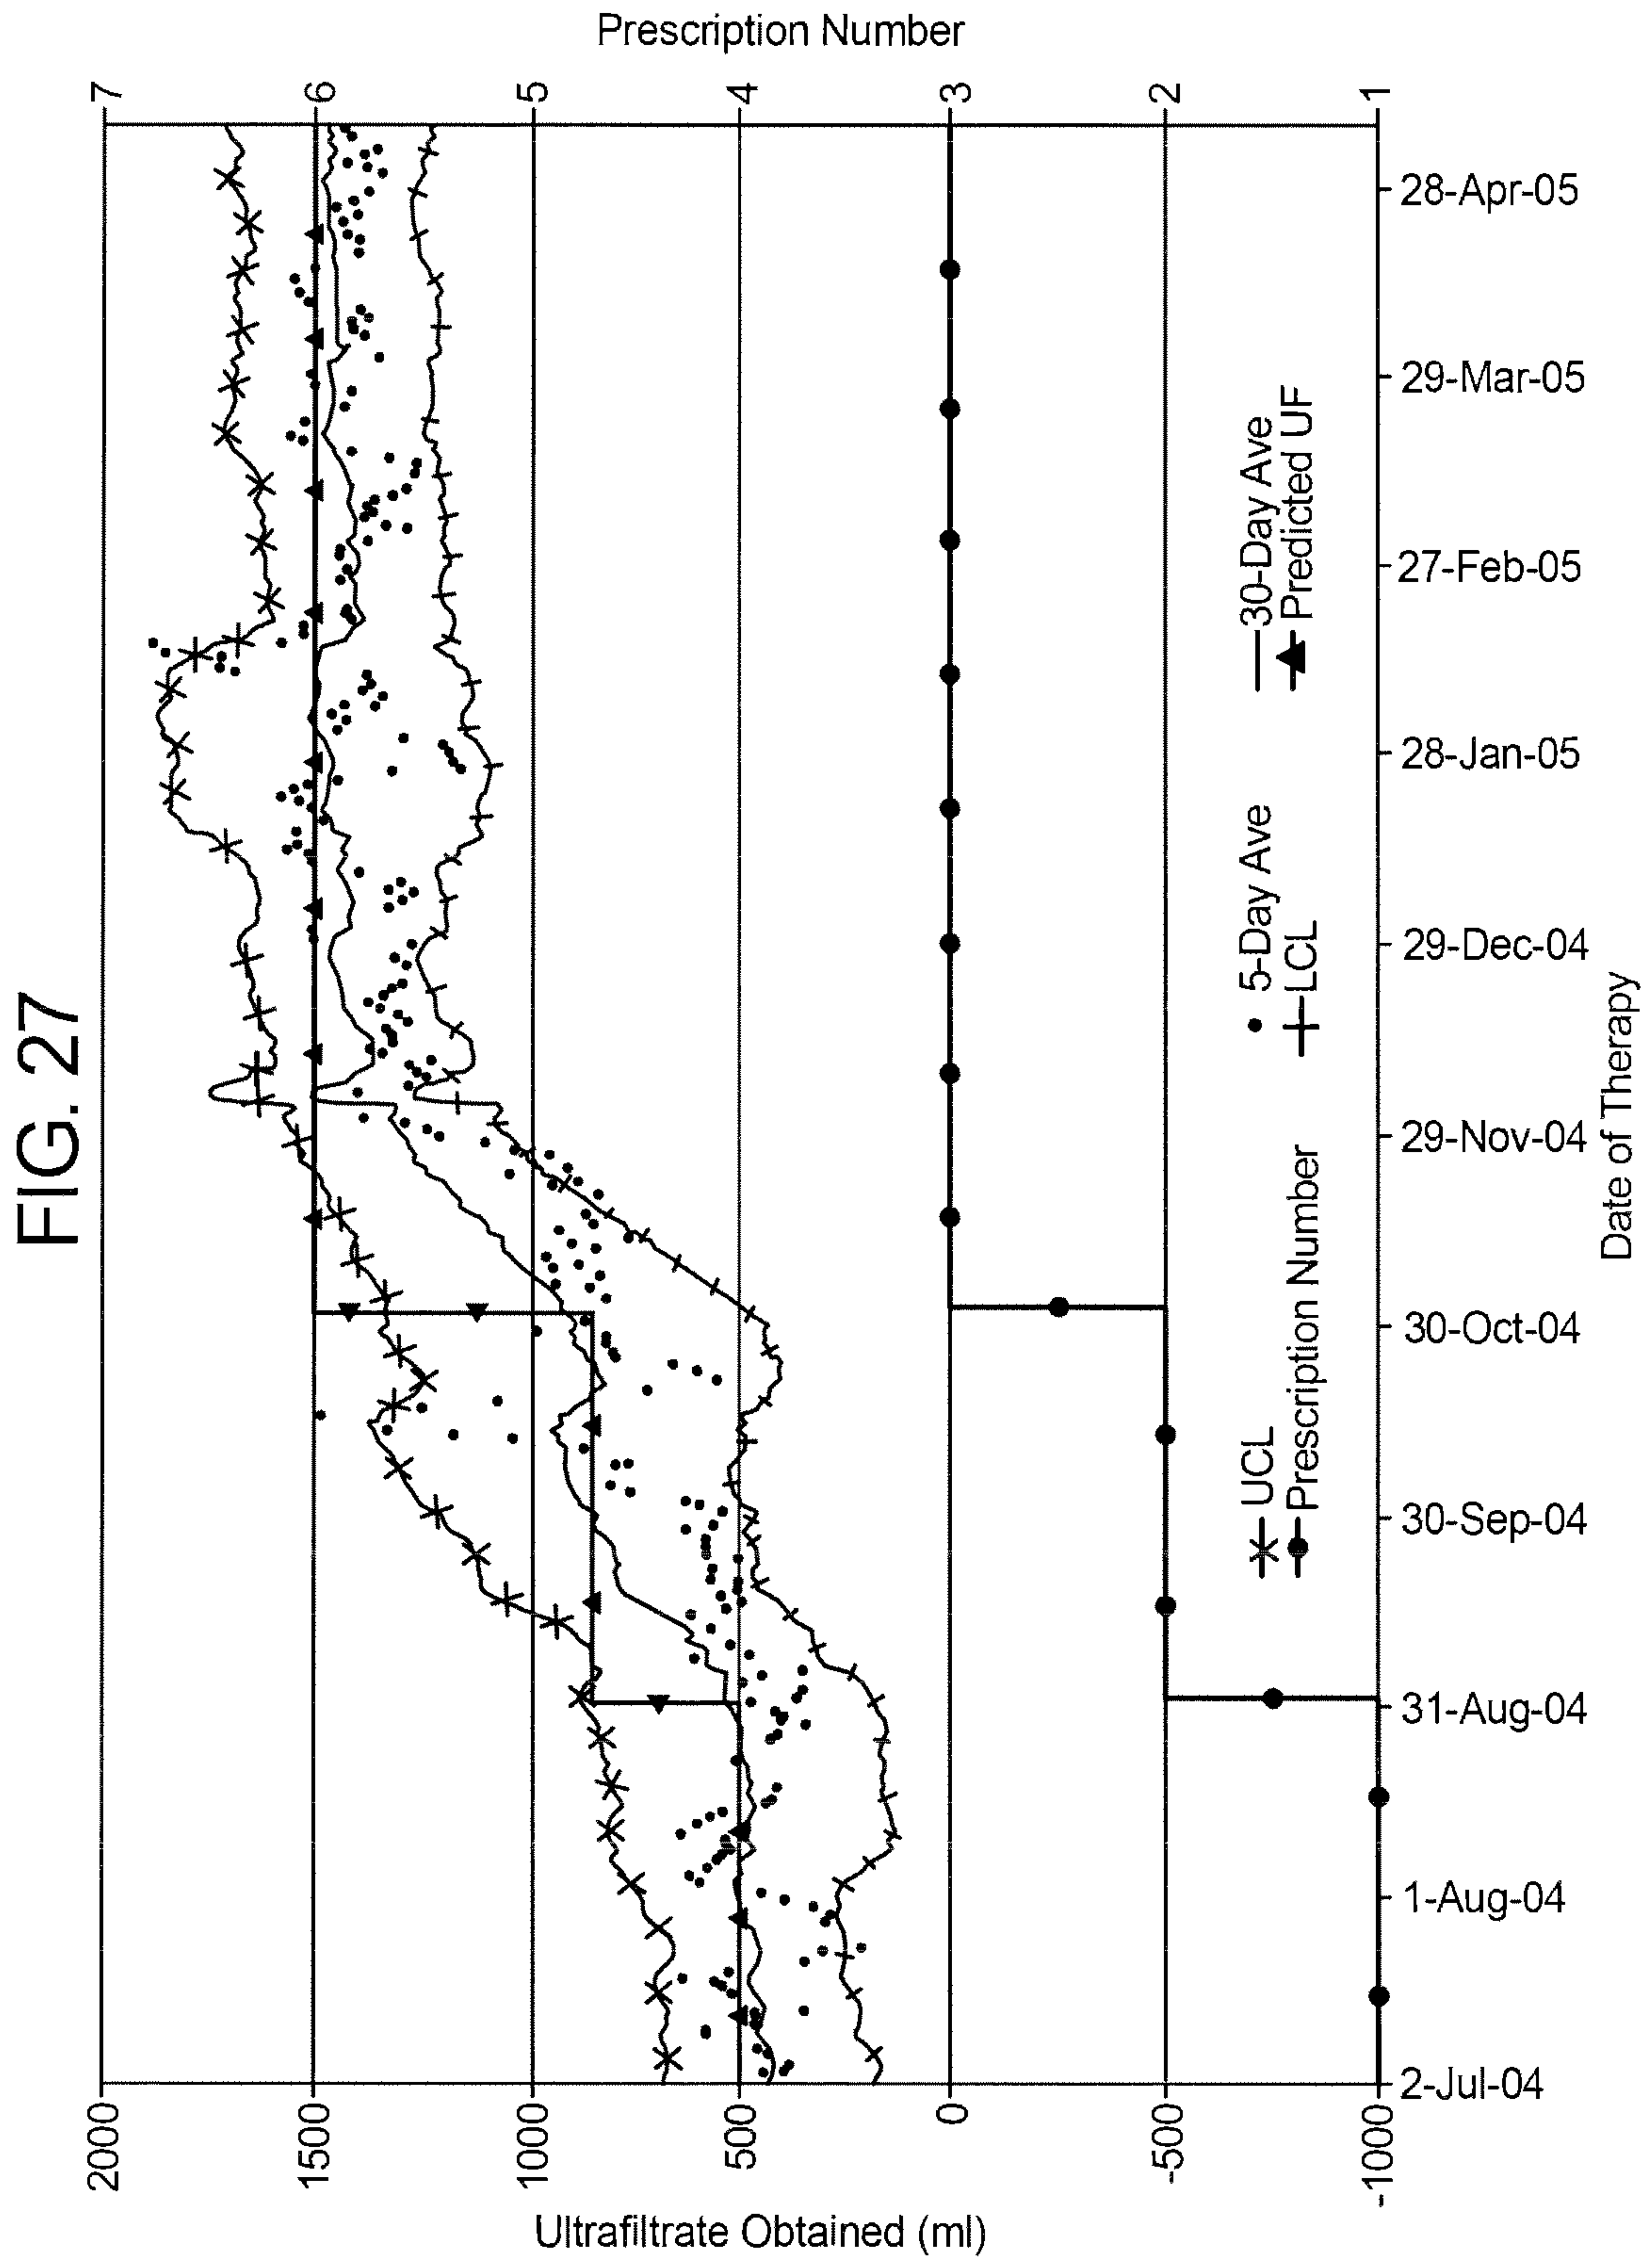 FIG. 27
Ultrafiltrate Obtained (ml)
2000
1500
1000
500
0
-500
-1000
Prescription Number
7
6
5
4
3
2
1
2-Jul-04
1-Aug-04
31-Aug-04
30-Sep-04
30-Oct-04
29-Nov-04
29-Dec-04
28-Jan-05
27-Feb-05
29-Mar-05
28-Apr-05
Date of Therapy
UCL
5-Day Ave
30-Day Ave
Prescription Number
LCL
Predicted UF